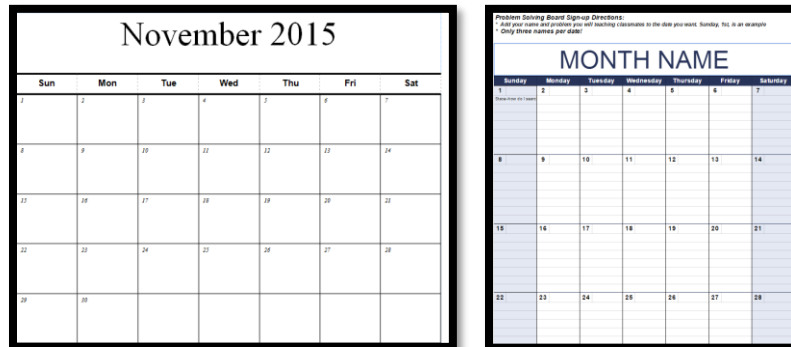 November 2015
Sun Mon Tue Wed Thu Fri Sat
1 2 3 4 5 6 7
8 9 10 11 12 13 14
15 16 17 18 19 20 21
22 23 24 25 26 27 28
29 30
Problem Solving Board Sign-up Directions:
* Add your name and problem you will teaching classmates to the date you want. Sunday, 1st, is an example
* Only three names per date!
MONTH NAME
Sunday Monday Tuesday Wednesday Thursday Friday Saturday
1 2 3 4 5 6 7
8 9 10 11 12 13 14
15 16 17 18 19 20 21
22 23 24 25 26 27 28